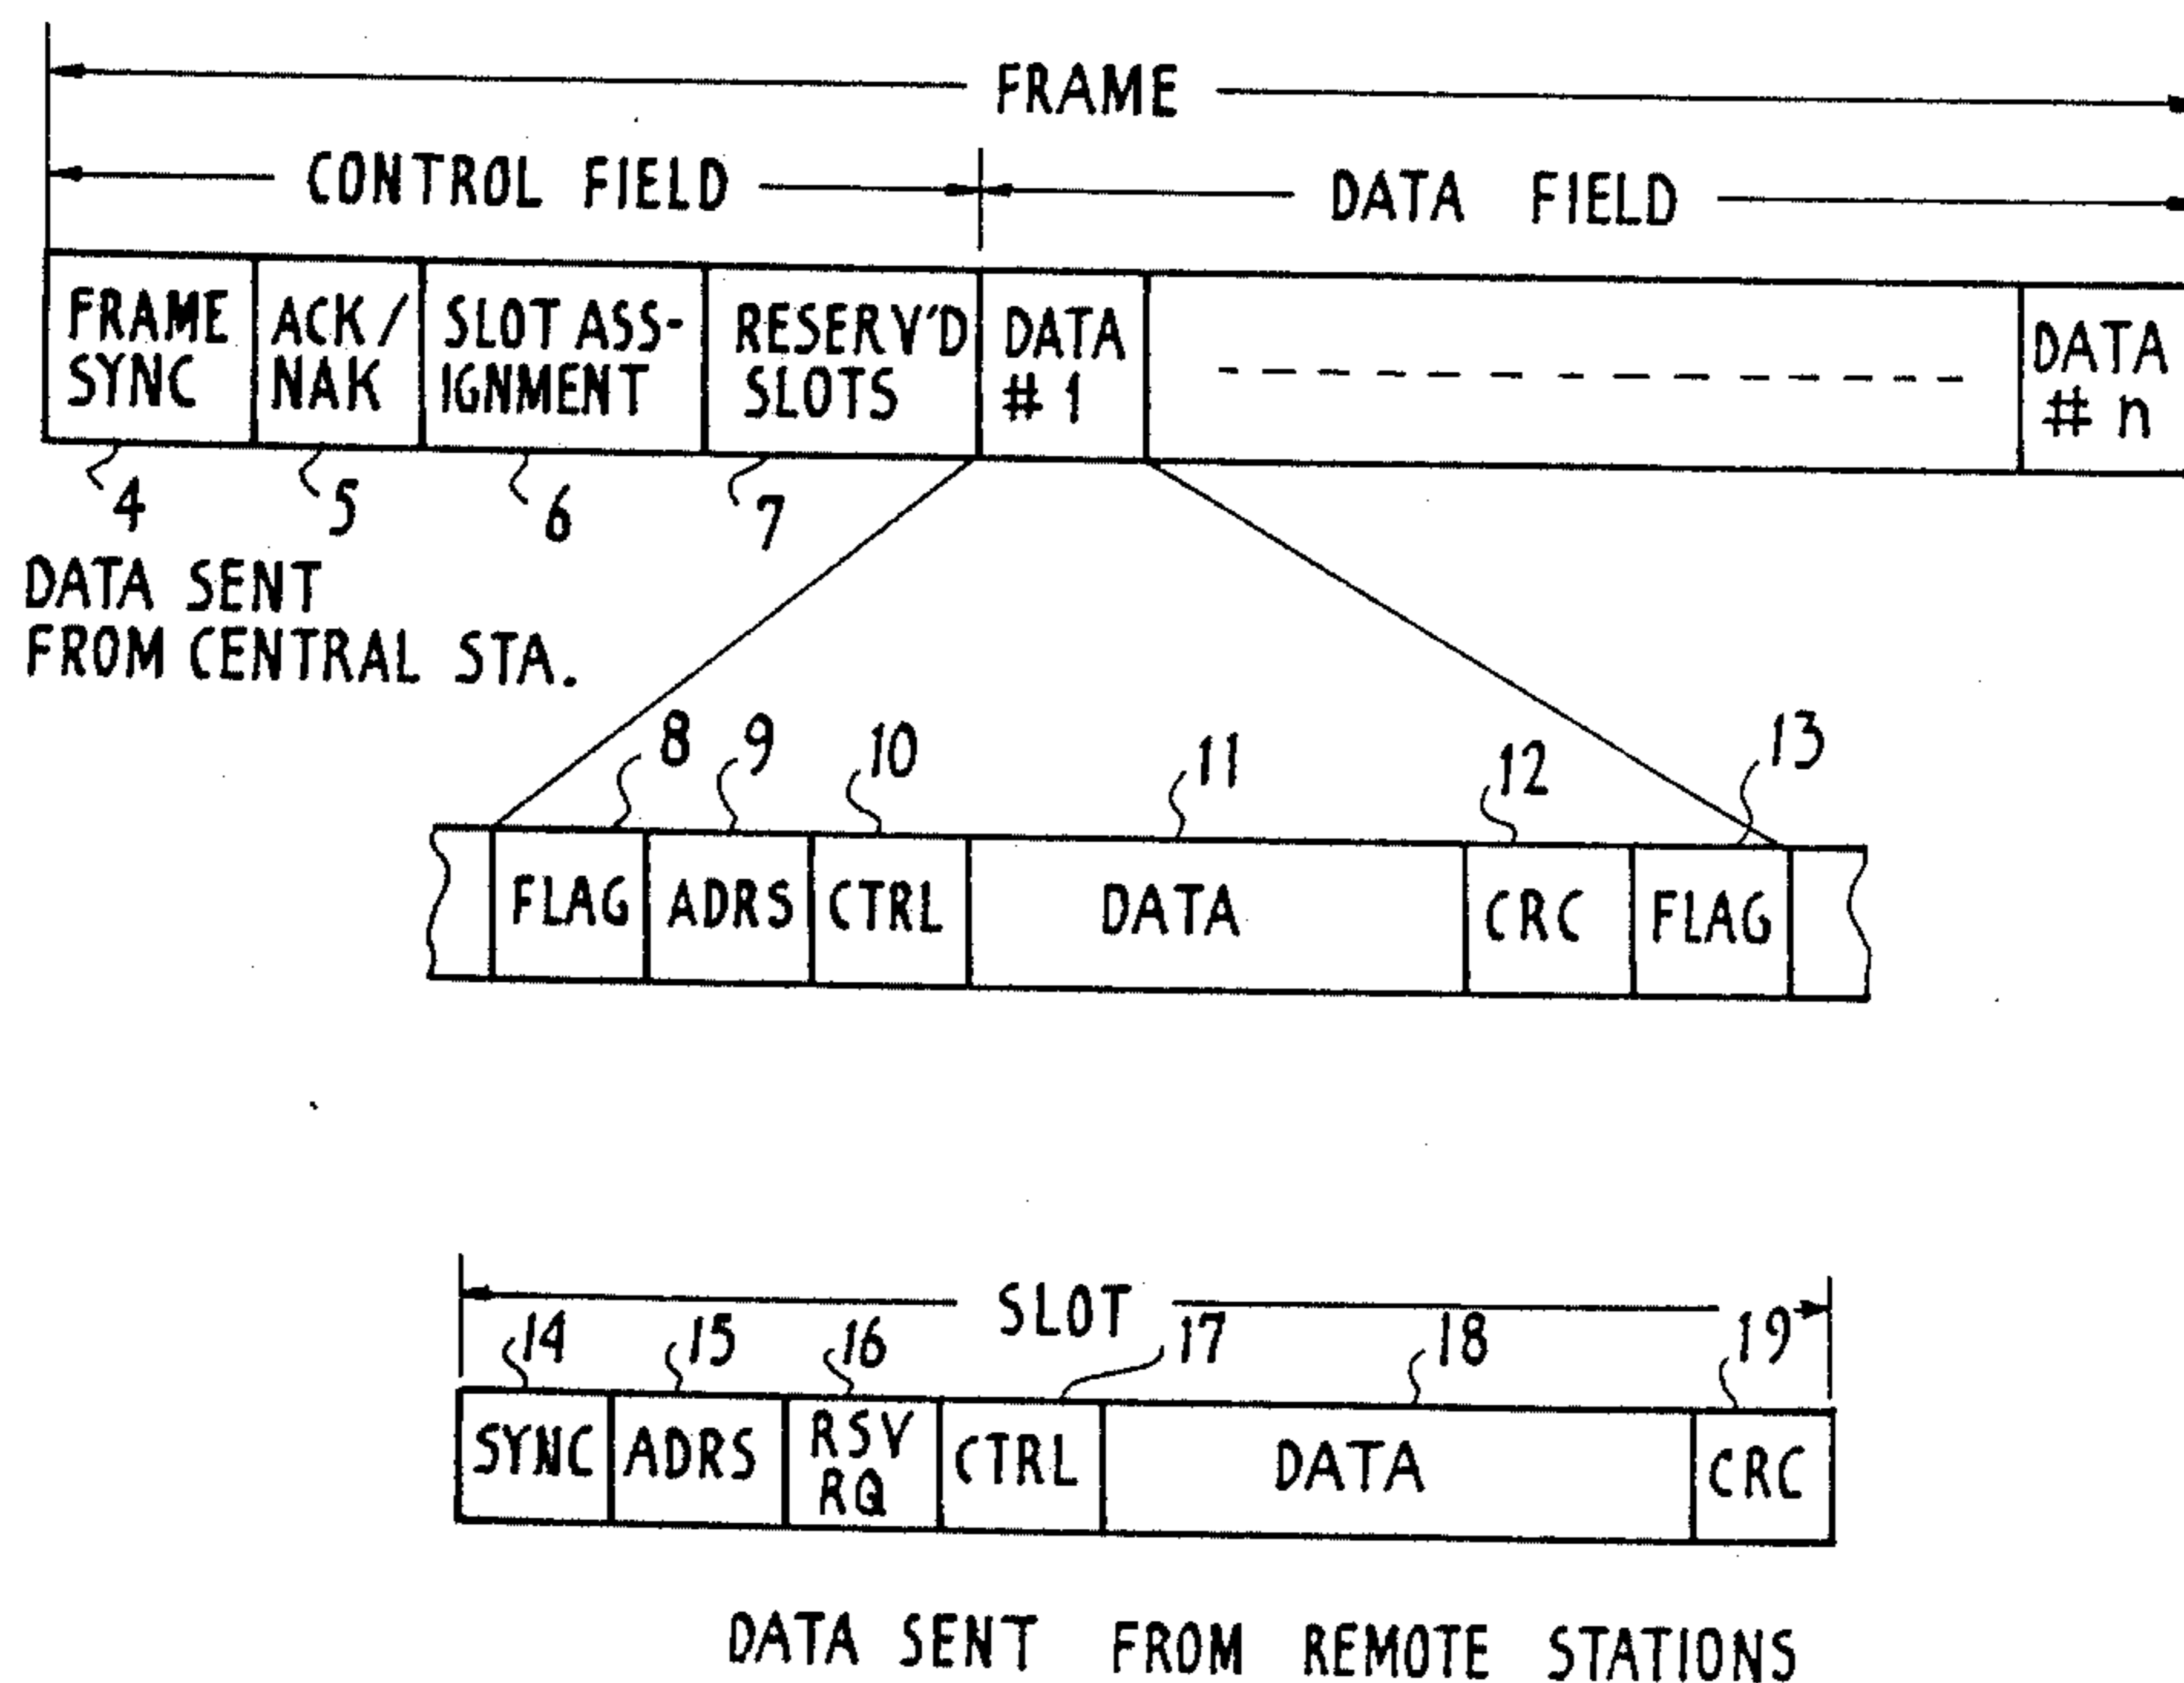 FRAME
CONTROL FIELD
DATA FIELD
FRAME SYNC
ACK/ NAK
SLOT ASS- IGNMENT
RESERV'D SLOTS
DATA #1
DATA #n
4
5
6
7
DATA SENT
FROM CENTRAL STA.
8
9
10
11
12
13
FLAG
ADRS
CTRL
DATA
CRC
FLAG
SLOT
14
15
16
17
18
19
SYNC
ADRS
RSV RQ
CTRL
DATA
CRC
DATA SENT FROM REMOTE STATIONS